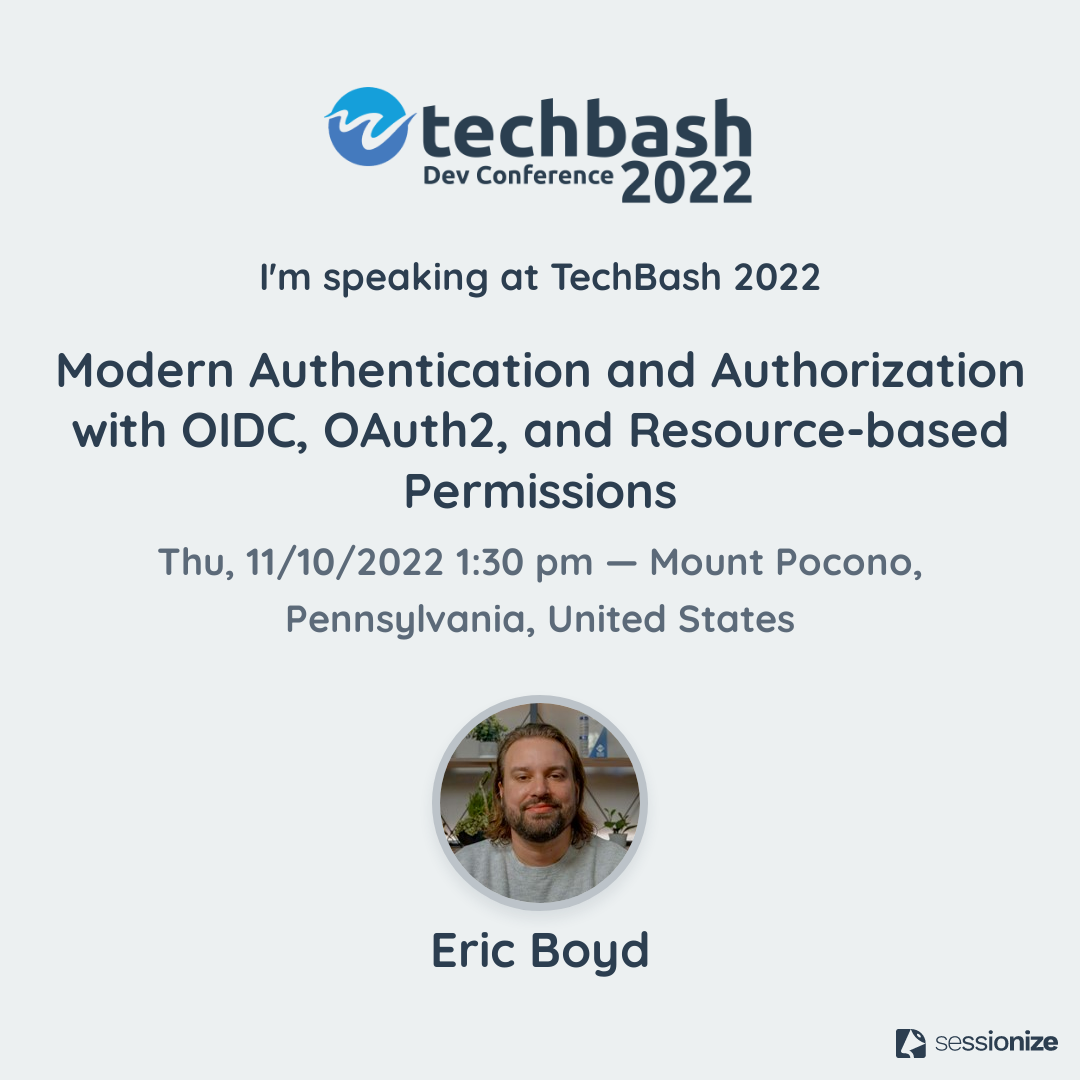 techbash
Dev Conference 2022
I'm speaking at TechBash 2022
Modern Authentication and Authorization
with OIDC, OAuth2, and Resource-based
Permissions
Thu, 11/10/2022 1:30 pm — Mount Pocono,
Pennsylvania, United States
Eric Boyd
sessionize